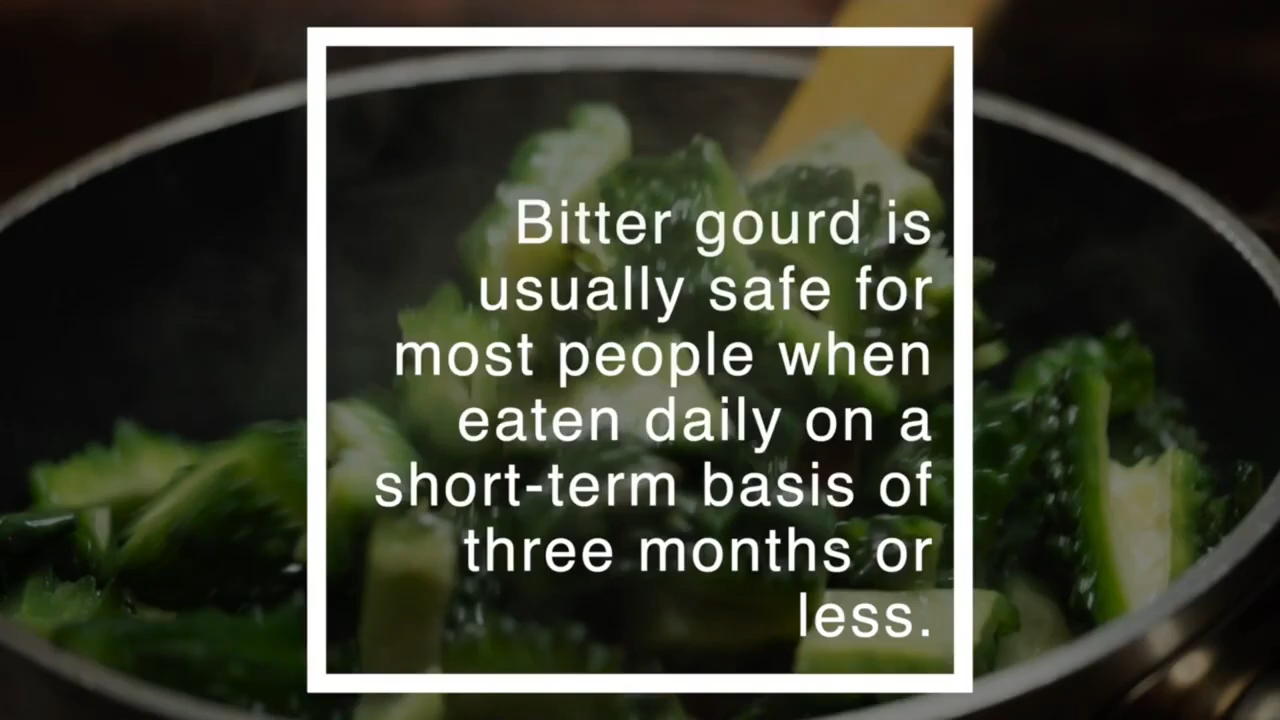 Bitter gourd is
usually safe for
most people when
eaten daily on a
short-term basis of
three months or
less.